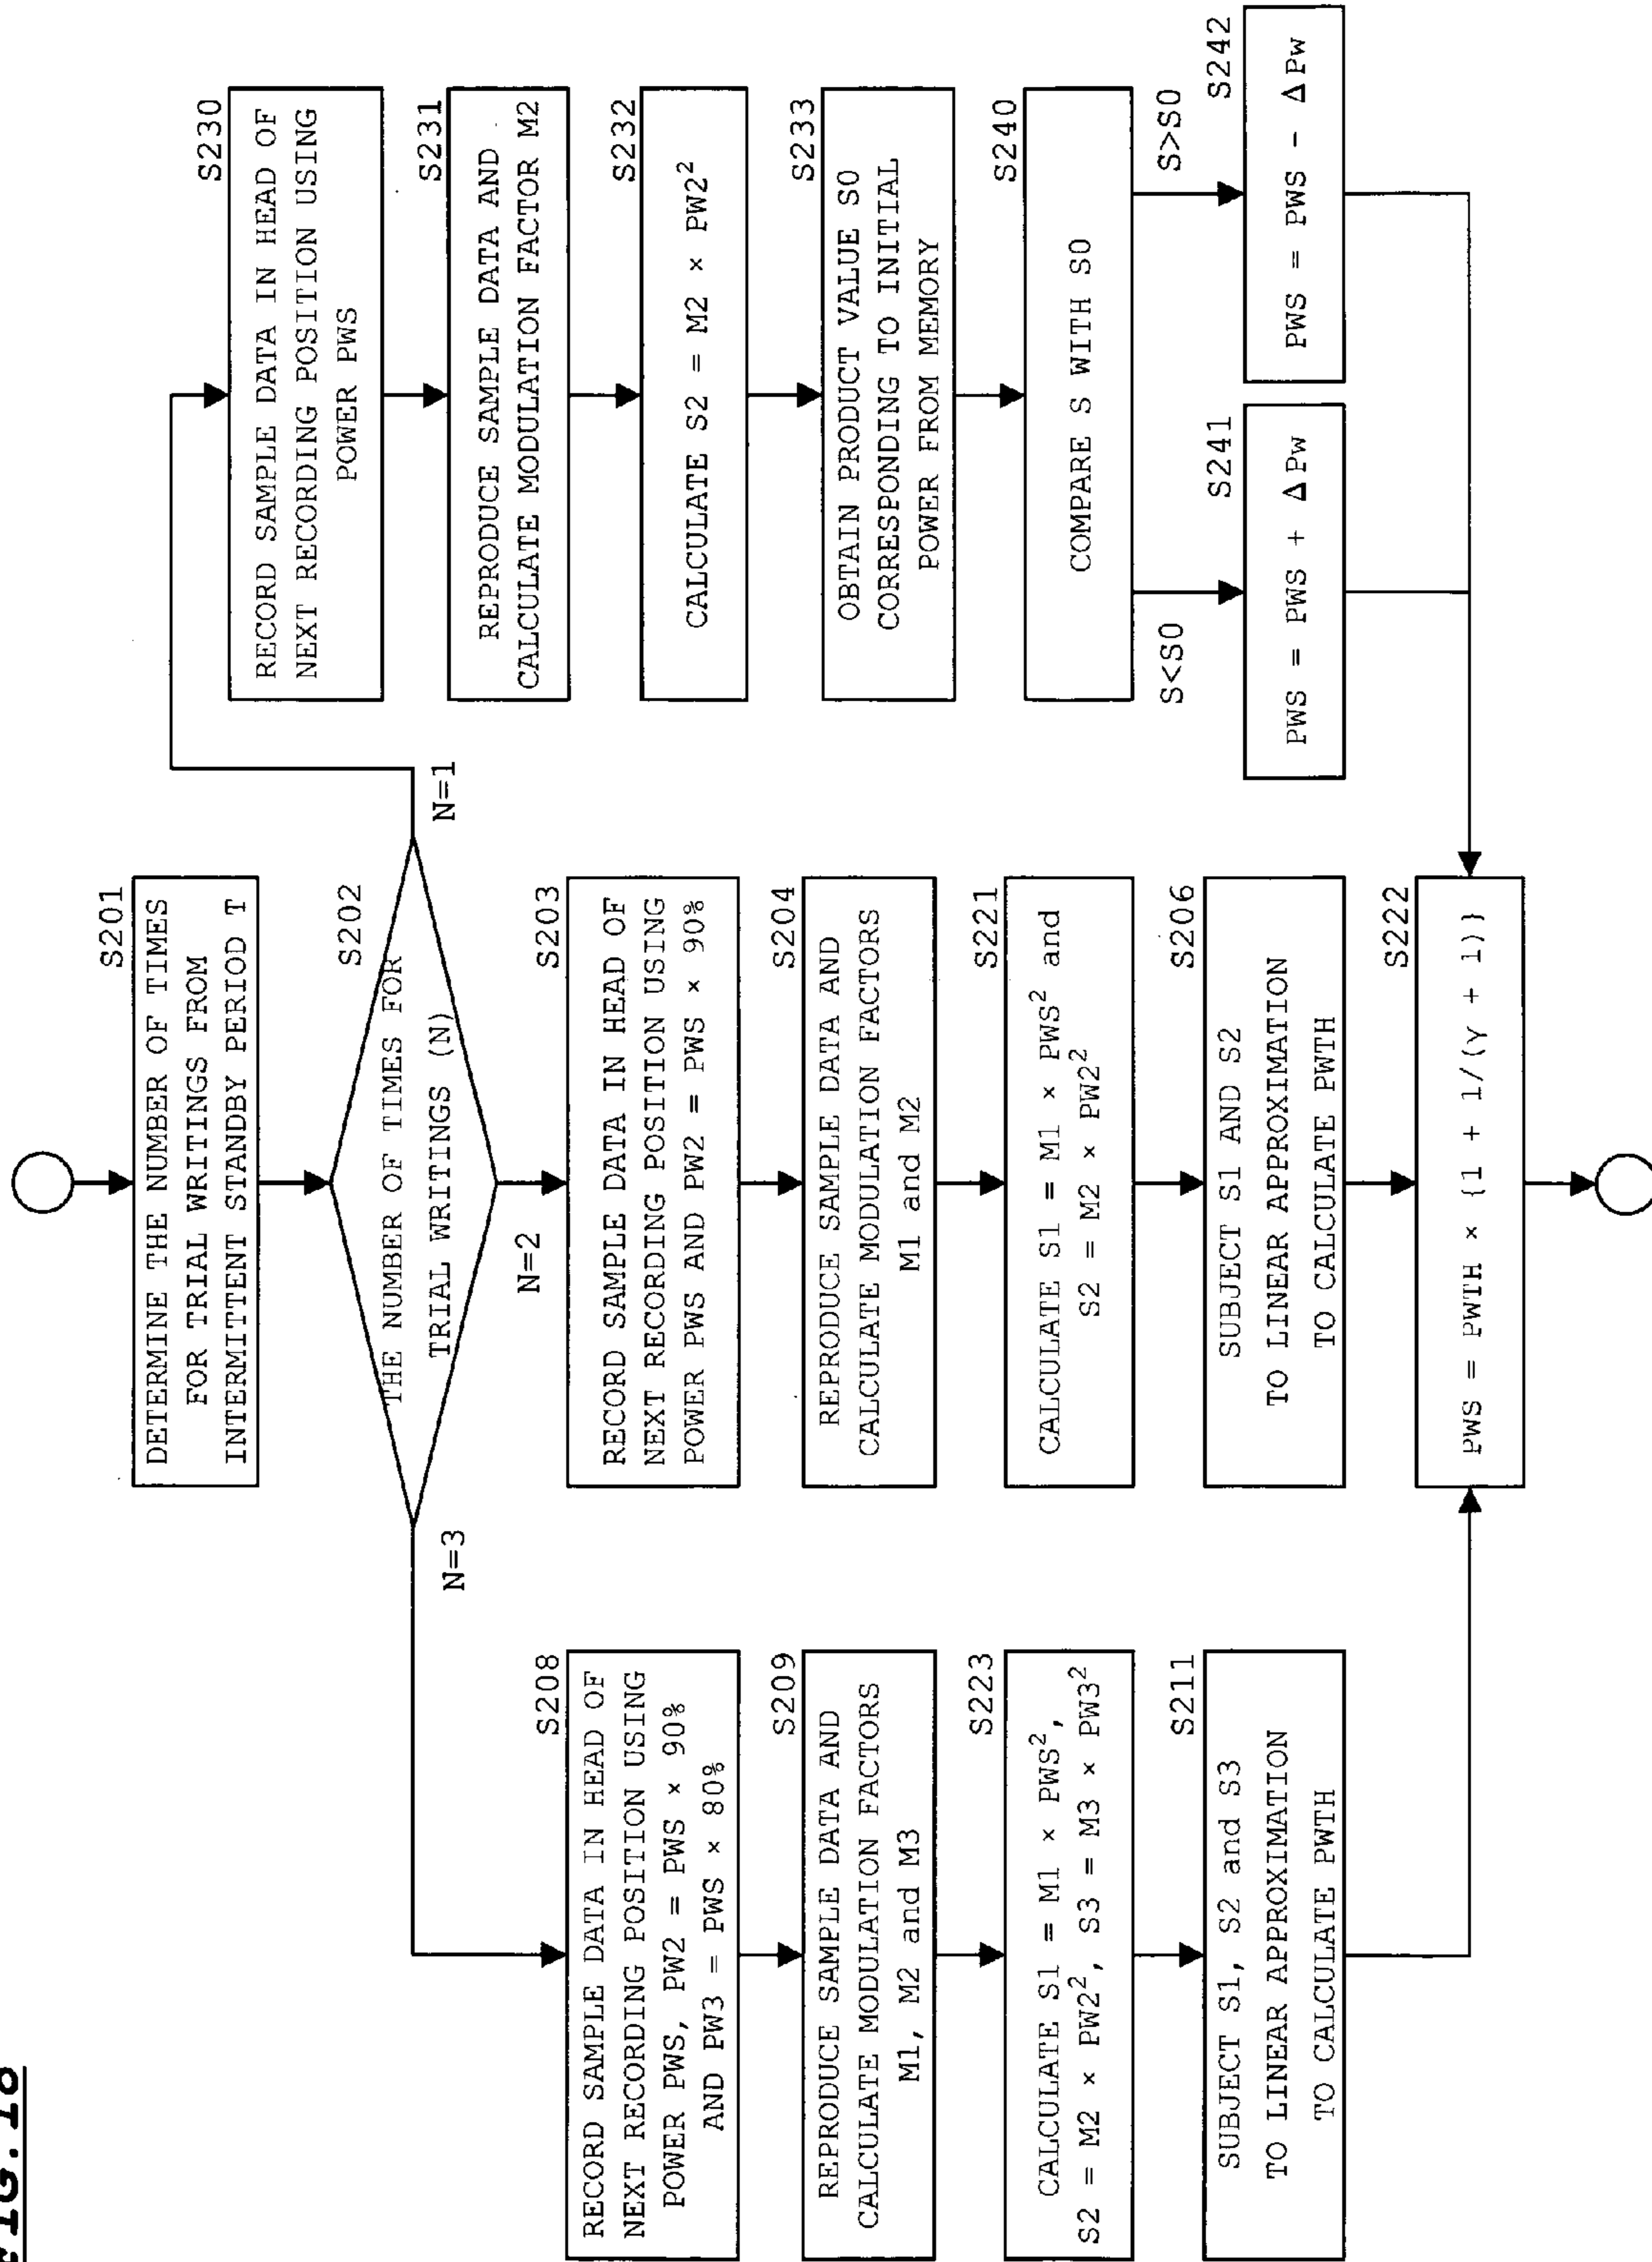 FIG.18
S201
DETERMINE THE NUMBER OF TIMES
FOR TRIAL WRITINGS FROM
INTERMITTENT STANDBY PERIOD T
S202
THE NUMBER OF TIMES FOR
TRIAL WRITINGS (N)
N=3
N=2
N=1
S208
RECORD SAMPLE DATA IN HEAD OF
NEXT RECORDING POSITION USING
POWER PWS, PW2 = PWS × 90%
AND PW3 = PWS × 80%
S209
REPRODUCE SAMPLE DATA AND
CALCULATE MODULATION FACTORS
M1, M2 and M3
S223
CALCULATE S1 = M1 × PWS²,
S2 = M2 × PW2², S3 = M3 × PW3²
S211
SUBJECT S1, S2 and S3
TO LINEAR APPROXIMATION
TO CALCULATE PWTH
S203
RECORD SAMPLE DATA IN HEAD OF
NEXT RECORDING POSITION USING
POWER PWS AND PW2 = PWS × 90%
S204
REPRODUCE SAMPLE DATA AND
CALCULATE MODULATION FACTORS
M1 and M2
S221
CALCULATE S1 = M1 × PWS² and
S2 = M2 × PW2²
S206
SUBJECT S1 AND S2
TO LINEAR APPROXIMATION
TO CALCULATE PWTH
S222
PWS = PWTH × {1 + 1/(γ + 1)}
S230
RECORD SAMPLE DATA IN HEAD OF
NEXT RECORDING POSITION USING
POWER PWS
S231
REPRODUCE SAMPLE DATA AND
CALCULATE MODULATION FACTOR M2
S232
CALCULATE S2 = M2 × PW2²
S233
OBTAIN PRODUCT VALUE S0
CORRESPONDING TO INITIAL
POWER FROM MEMORY
S240
COMPARE S WITH S0
S<S0
S>S0
S241
PWS = PWS + ΔPw
S242
PWS = PWS - ΔPw